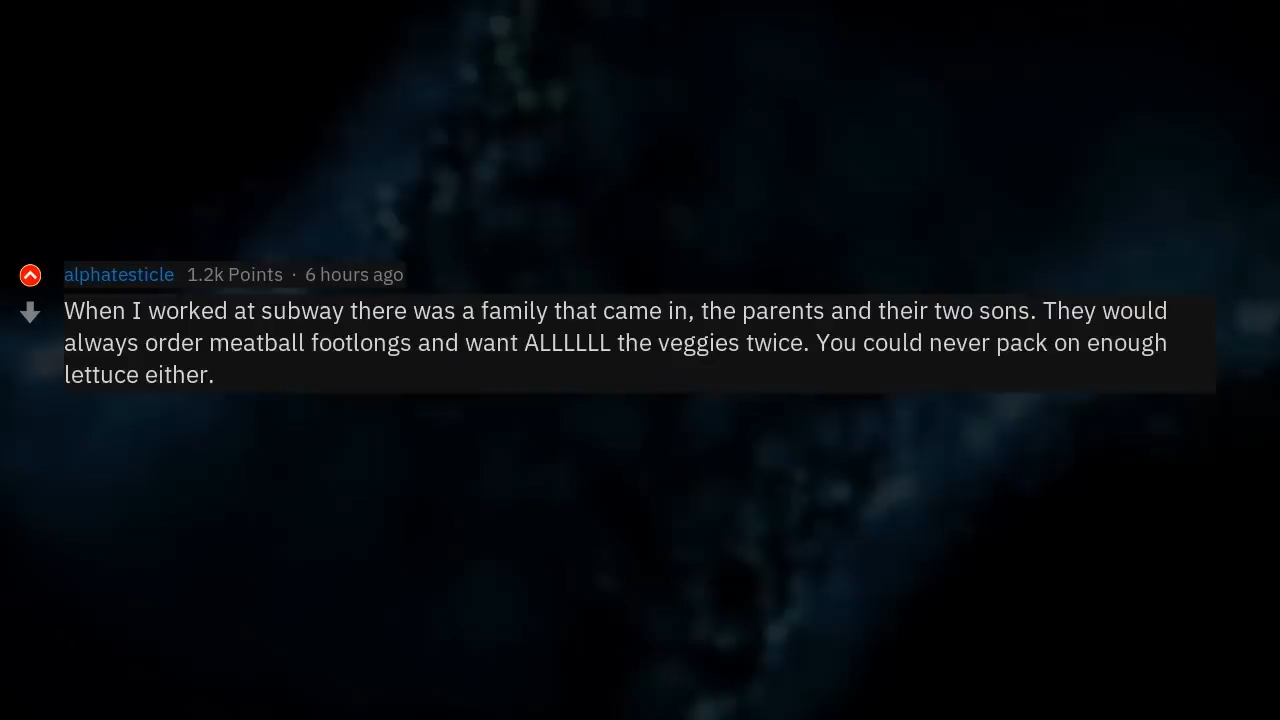 alphatesticle 1.2k Points · 6 hours ago
When I worked at subway there was a family that came in, the parents and their two sons. They would
always order meatball footlongs and want ALLLLLL the veggies twice. You could never pack on enough
lettuce either.